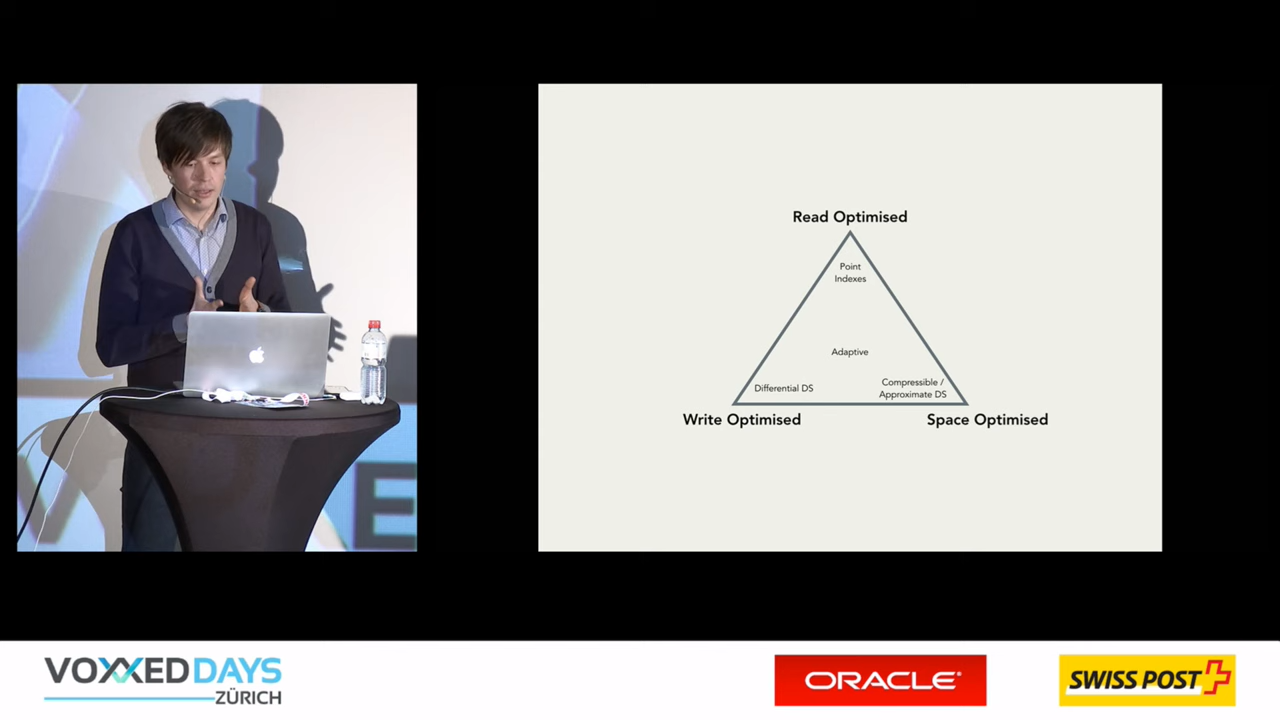 Read Optimised
Point
Indexes
Adaptive
Differential DS
Compressible /
Approximate DS
Write Optimised
Space Optimised
E
VOXXED DAYS
ZÜRICH
ORACLE®
SWISS POST